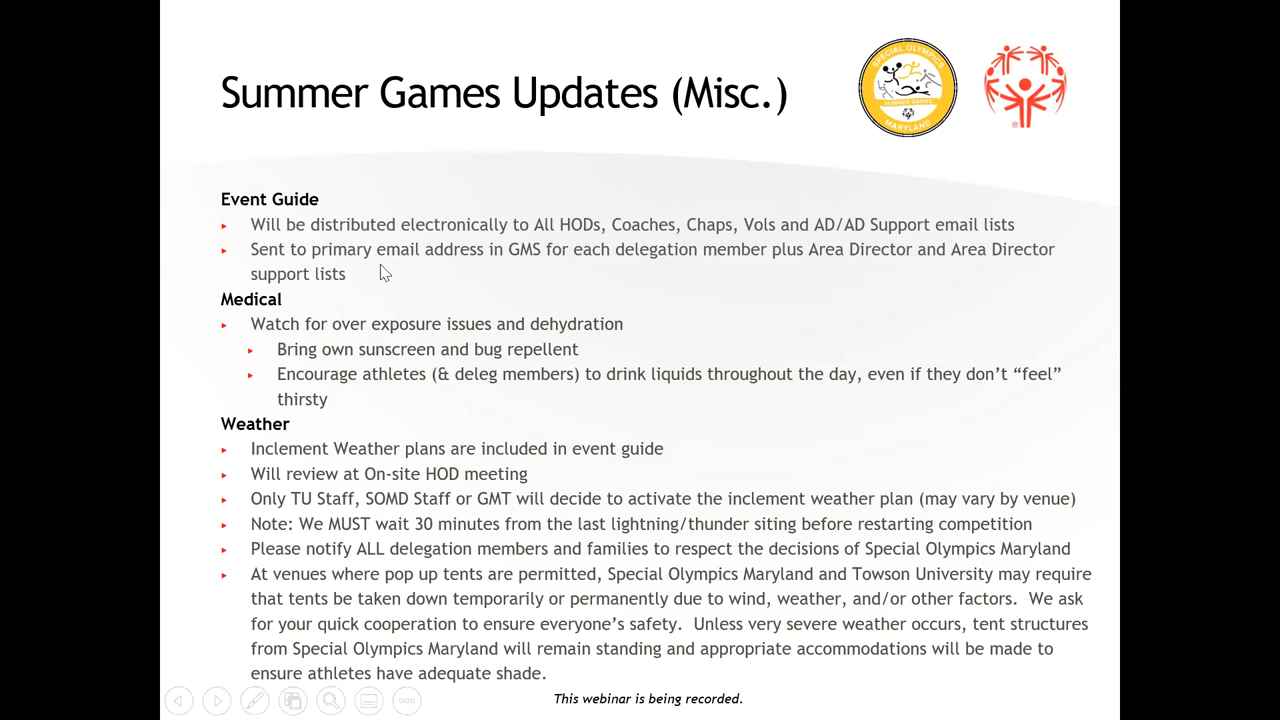 Summer Games Updates (Misc.)
SPECIAL OLYMPICS
SUMMER GAMES
MARYLAND
Event Guide
Will be distributed electronically to All HODs, Coaches, Chaps, Vols and AD/AD Support email lists
Sent to primary email address in GMS for each delegation member plus Area Director and Area Director
support lists
Medical
Watch for over exposure issues and dehydration
Bring own sunscreen and bug repellent
Encourage athletes (& deleg members) to drink liquids throughout the day, even if they don’t “feel”
thirsty
Weather
Inclement Weather plans are included in event guide
Will review at On-site HOD meeting
Only TU Staff, SOMD Staff or GMT will decide to activate the inclement weather plan (may vary by venue)
Note: We MUST wait 30 minutes from the last lightning/thunder siting before restarting competition
Please notify ALL delegation members and families to respect the decisions of Special Olympics Maryland
At venues where pop up tents are permitted, Special Olympics Maryland and Towson University may require
that tents be taken down temporarily or permanently due to wind, weather, and/or other factors.  We ask
for your quick cooperation to ensure everyone’s safety.  Unless very severe weather occurs, tent structures
from Special Olympics Maryland will remain standing and appropriate accommodations will be made to
ensure athletes have adequate shade.
This webinar is being recorded.